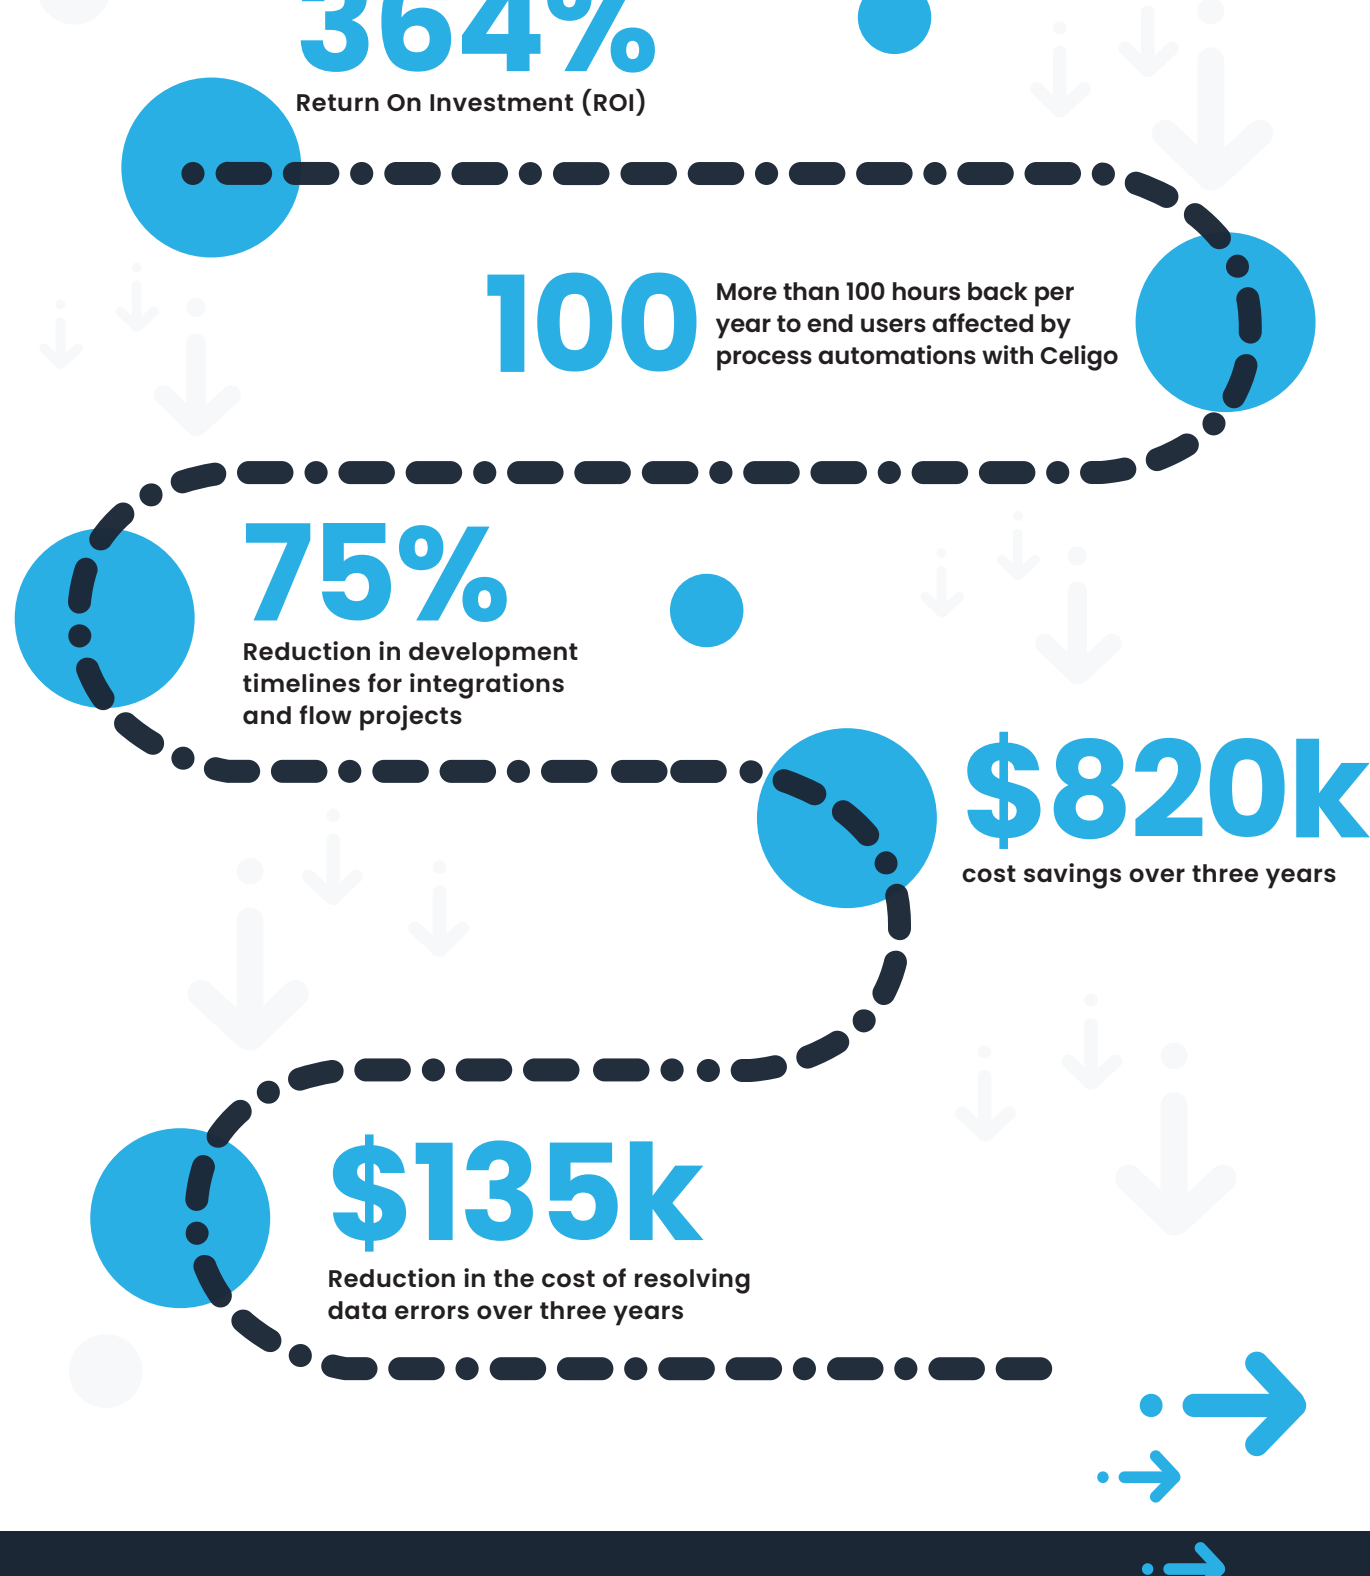 364%
Return On Investment (ROI)
100
More than 100 hours back per
year to end users affected by
process automations with Celigo
75%
Reduction in development
timelines for integrations
and flow projects
$820k
cost savings over three years
$135k
Reduction in the cost of resolving
data errors over three years